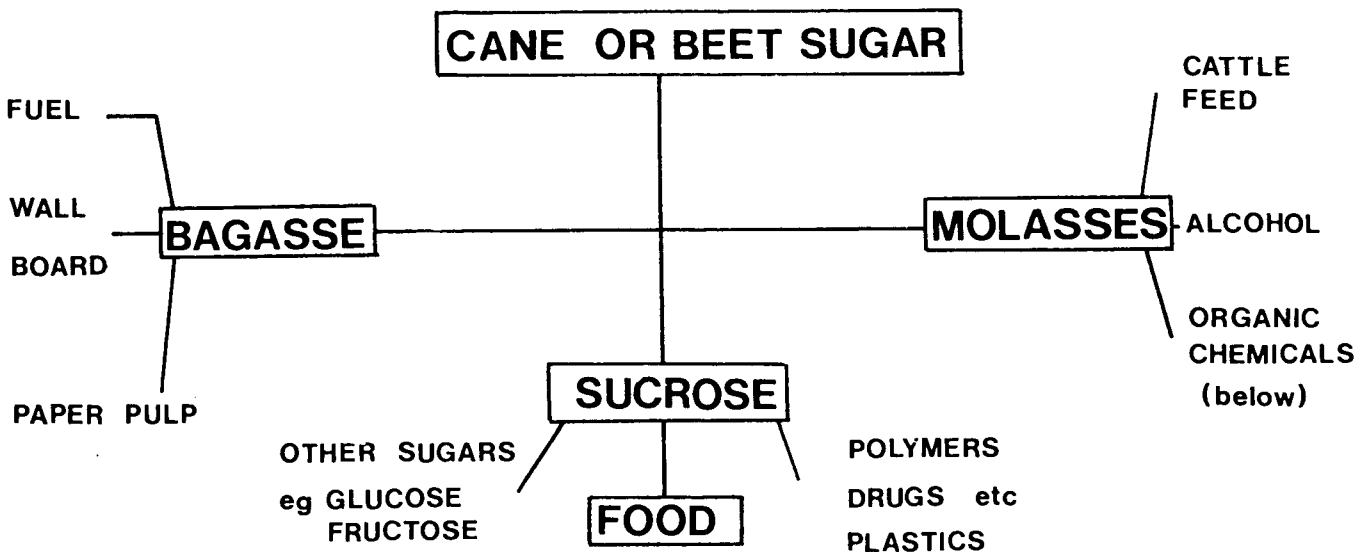 CANE OR BEET SUGAR
CATTLE
FEED
FUEL
WALL
BOARD
BAGASSE
MOLASSES
ALCOHOL
PAPER PULP
ORGANIC
CHEMICALS
(below)
SUCROSE
OTHER SUGARS
eg GLUCOSE
FRUCTOSE
FOOD
POLYMERS
DRUGS etc
PLASTICS